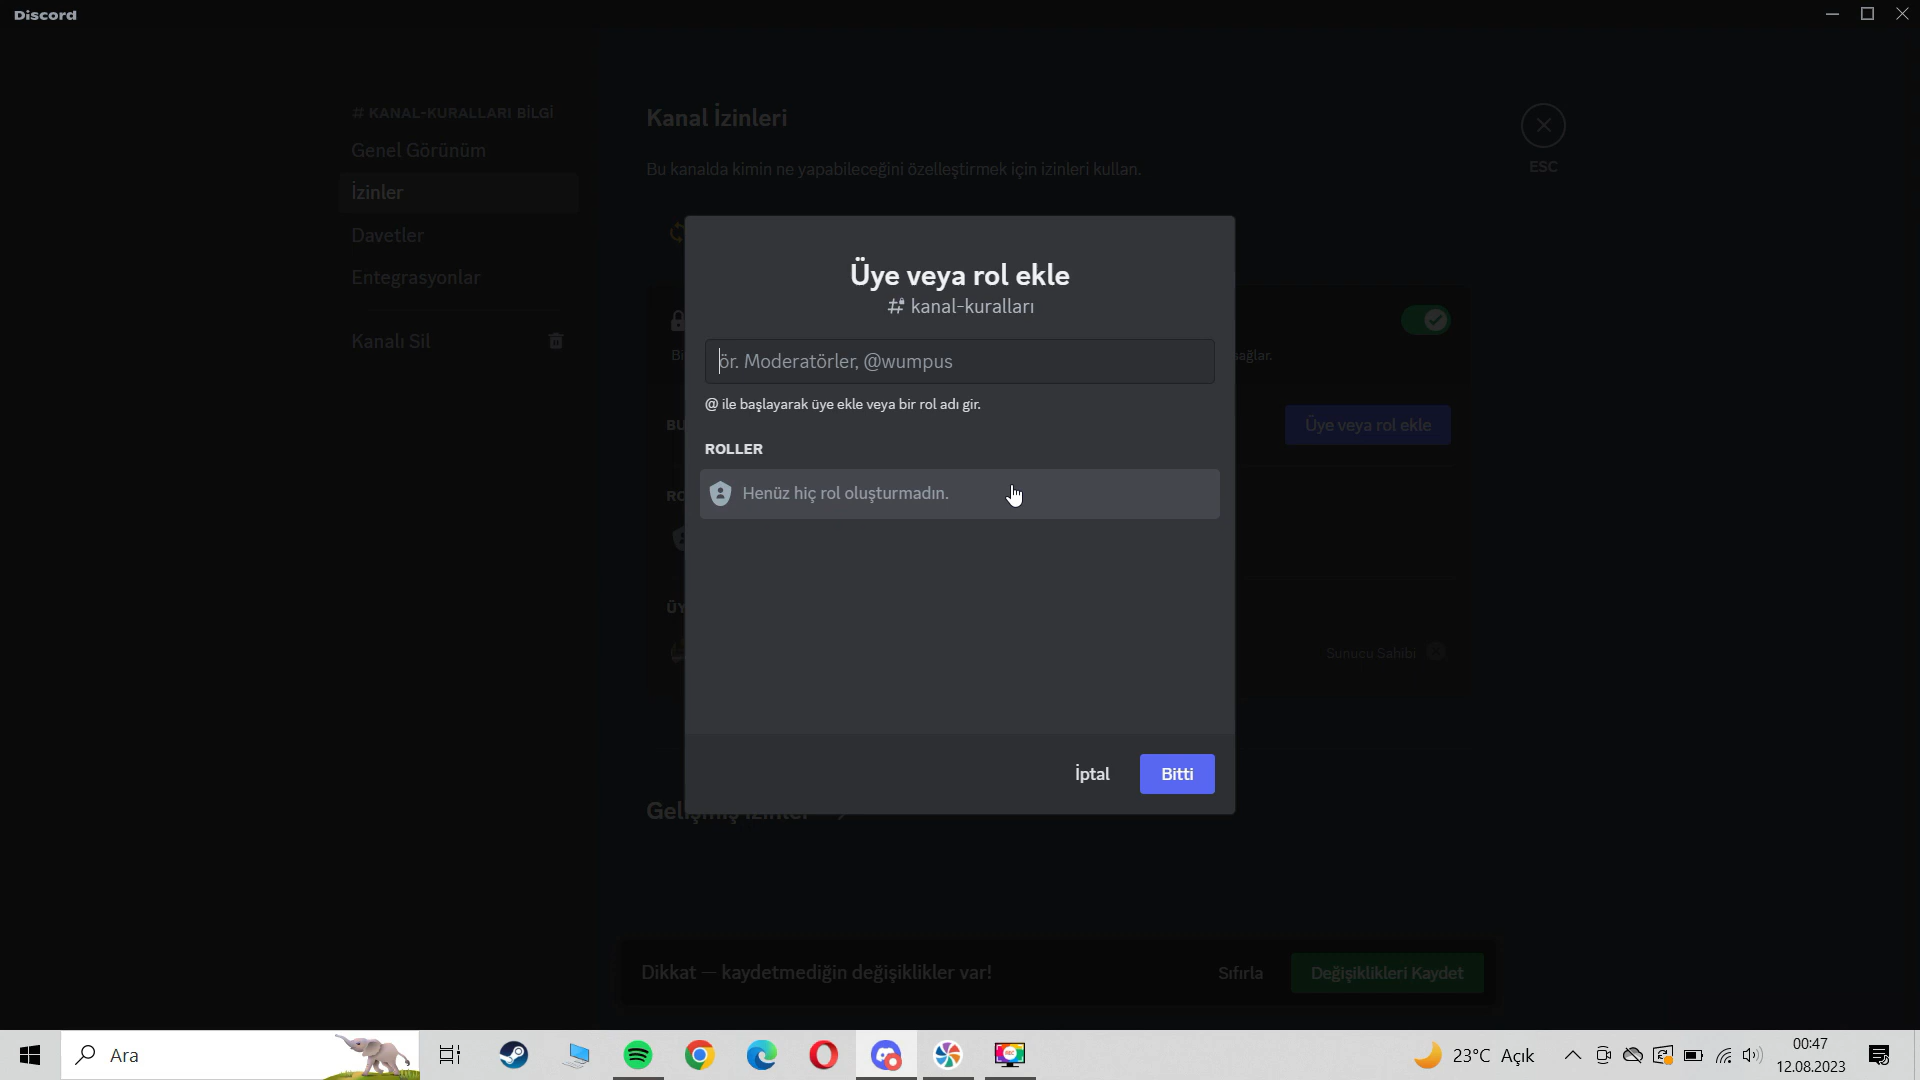 Discord
# KANAL-KURALLARI BİLGİ
Genel Görünüm
İzinler
Davetler
Entegrasyonlar
Kanalı Sil
Kanal İzinleri
Bu kanalda kimin ne yapabileceğini özelleştirmek için izinleri kullan.
ESC
Üye veya rol ekle
kanal-kuralları
ör. Moderatörler, @wumpus
@ ile başlayarak üye ekle veya bir rol adı gir.
ROLLER
Henüz hiç rol oluşturmadın.
İptal
Bitti
sağlar.
Üye veya rol ekle
Sunucu Sahibi
Gelişmiş İzinler
Dikkat — kaydetmediğin değişiklikler var!
Sıfırla
Değişiklikleri Kaydet
Ara
23°C Açık
00:47
12.08.2023